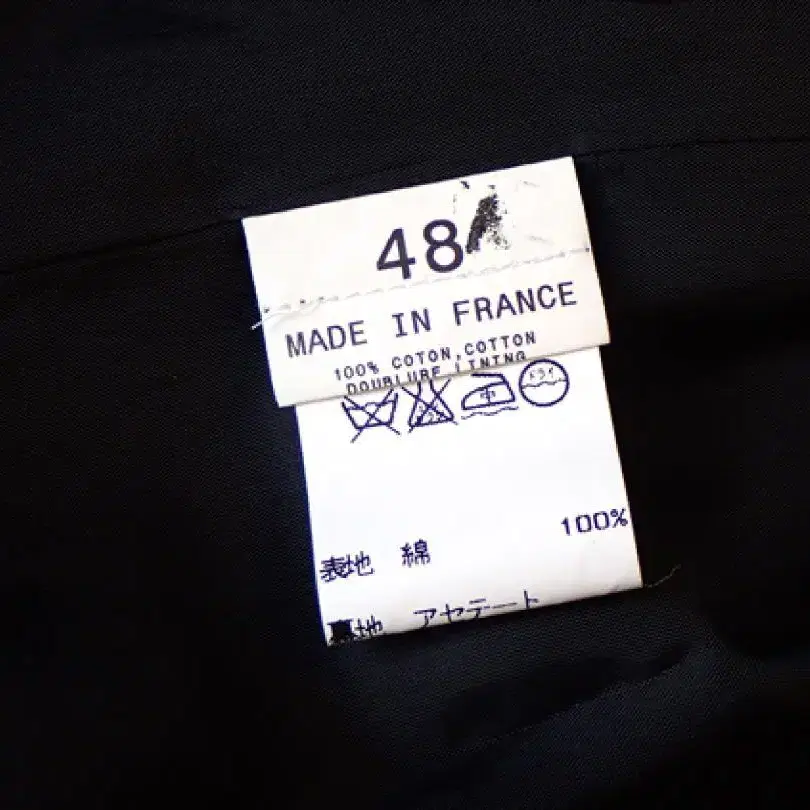 48
MADE IN FRANCE
100% COTON,COTTON
DOUBLURE LINING
表地 綿 100%
裏地 アセテート